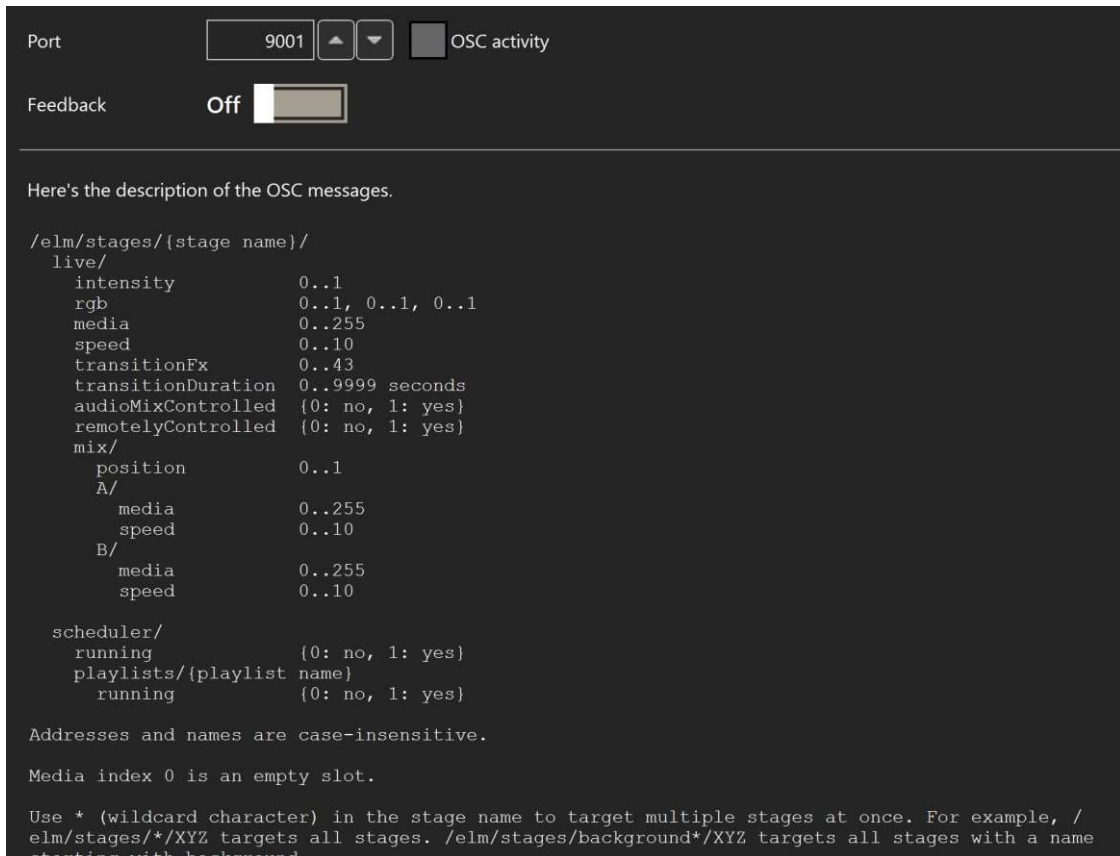 Port 9001 OSC activity
Feedback Off
Here's the description of the OSC messages.
/elm/stages/{stage name}/
live/
intensity 0..1
rgb 0..1, 0..1, 0..1
media 0..255
speed 0..10
transitionFx 0..43
transitionDuration 0..9999 seconds
audioMixControlled {0: no, 1: yes}
remotelyControlled {0: no, 1: yes}
mix/
position 0..1
A/
media 0..255
speed 0..10
B/
media 0..255
speed 0..10
scheduler/
running {0: no, 1: yes}
playlists/{playlist name}
running {0: no, 1: yes}
Addresses and names are case-insensitive.
Media index 0 is an empty slot.
Use * (wildcard character) in the stage name to target multiple stages at once. For example, /
elm/stages/*/XYZ targets all stages. /elm/stages/background*/XYZ targets all stages with a name
starting with background